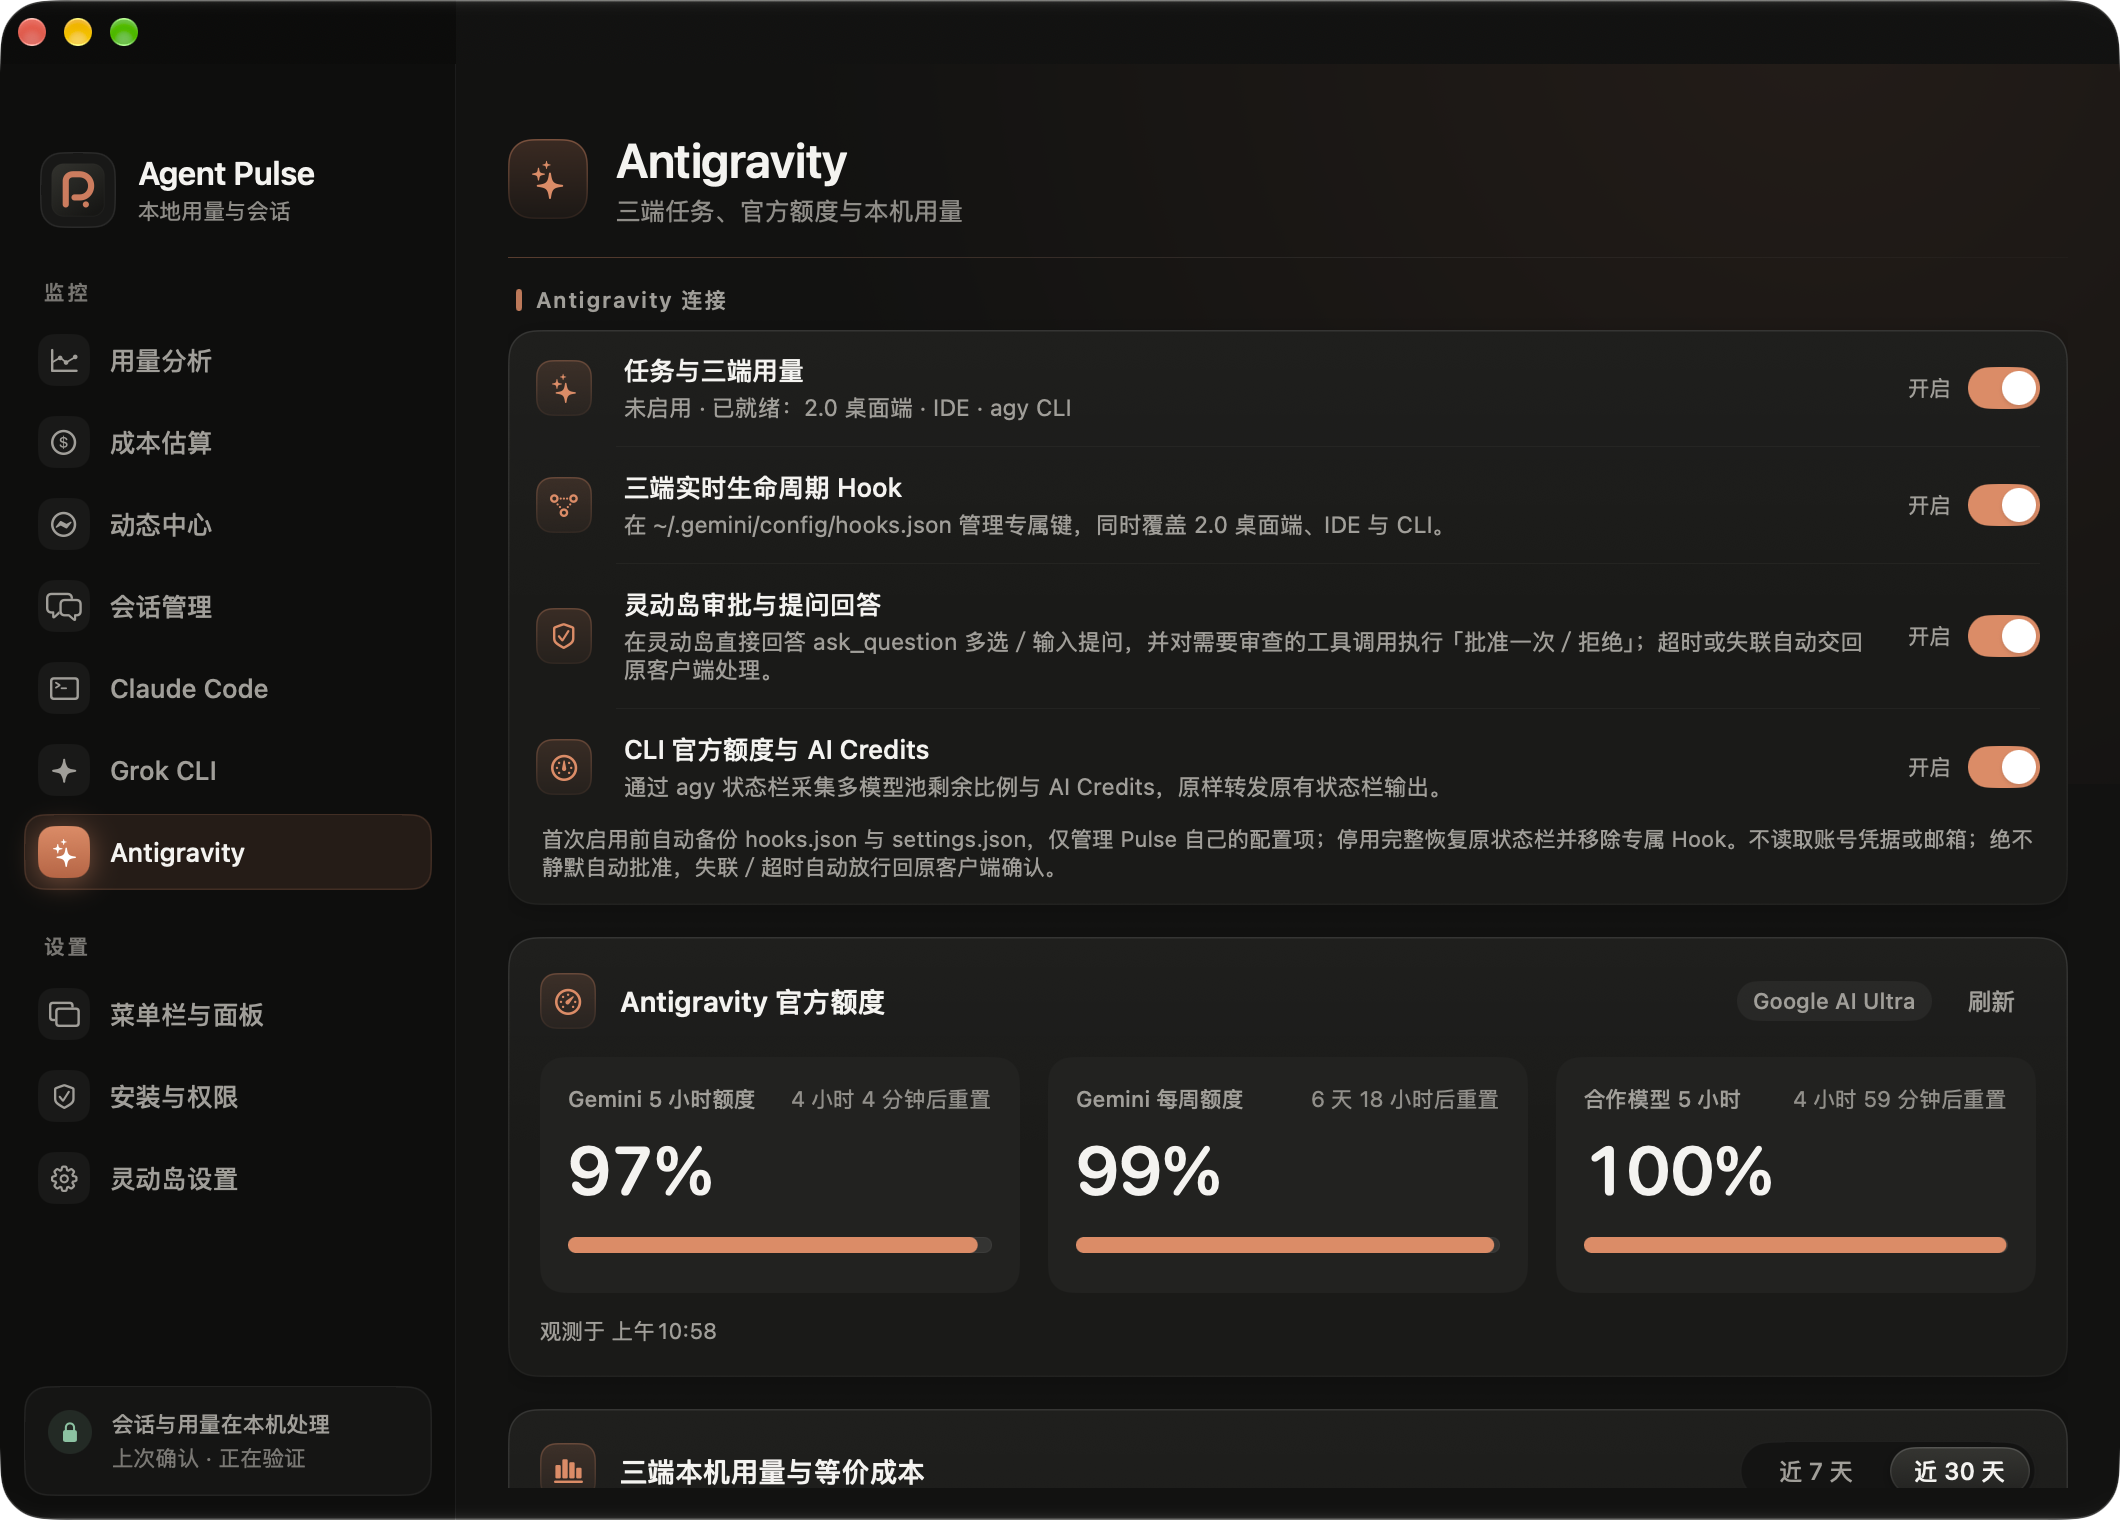 Agent Pulse
本地用量与会话
监控
用量分析
成本估算
动态中心
会话管理
Claude Code
Grok CLI
Antigravity
设置
菜单栏与面板
安装与权限
灵动岛设置
会话与用量在本机处理
上次确认 · 正在验证
Antigravity
三端任务、官方额度与本机用量
Antigravity 连接
任务与三端用量
未启用 · 已就绪：2.0 桌面端 · IDE · agy CLI
开启
三端实时生命周期 Hook
在 ~/.gemini/config/hooks.json 管理专属键，同时覆盖 2.0 桌面端、IDE 与 CLI。
开启
灵动岛审批与提问回答
在灵动岛直接回答 ask_question 多选 / 输入提问，并对需要审查的工具调用执行「批准一次 / 拒绝」；超时或失联自动交回
原客户端处理。
开启
CLI 官方额度与 AI Credits
通过 agy 状态栏采集多模型池剩余比例与 AI Credits，原样转发原有状态栏输出。
开启
首次启用前自动备份 hooks.json 与 settings.json，仅管理 Pulse 自己的配置项；停用完整恢复原状态栏并移除专属 Hook。不读取账号凭据或邮箱；绝不
静默自动批准，失联 / 超时自动放行回原客户端确认。
Antigravity 官方额度
Google AI Ultra
刷新
Gemini 5 小时额度
4 小时 4 分钟后重置
97%
Gemini 每周额度
6 天 18 小时后重置
99%
合作模型 5 小时
4 小时 59 分钟后重置
100%
观测于 上午10:58
三端本机用量与等价成本
近 7 天
近 30 天